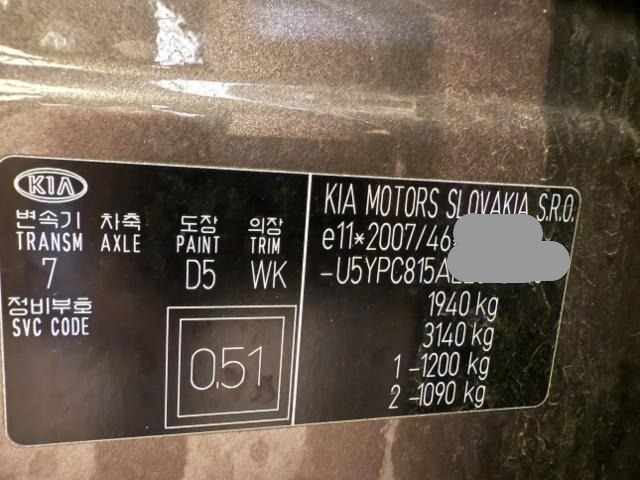 KIA
변속기 차축 도장 의장
TRANSM AXLE PAINT TRIM
7 D5 WK
정비부호
SVC CODE
0.51
KIA MOTORS SLOVAKIA S.R.O.
e11*2007/46
-U5YPC815A
1940 kg
3140 kg
1-1200 kg
2-1090 kg